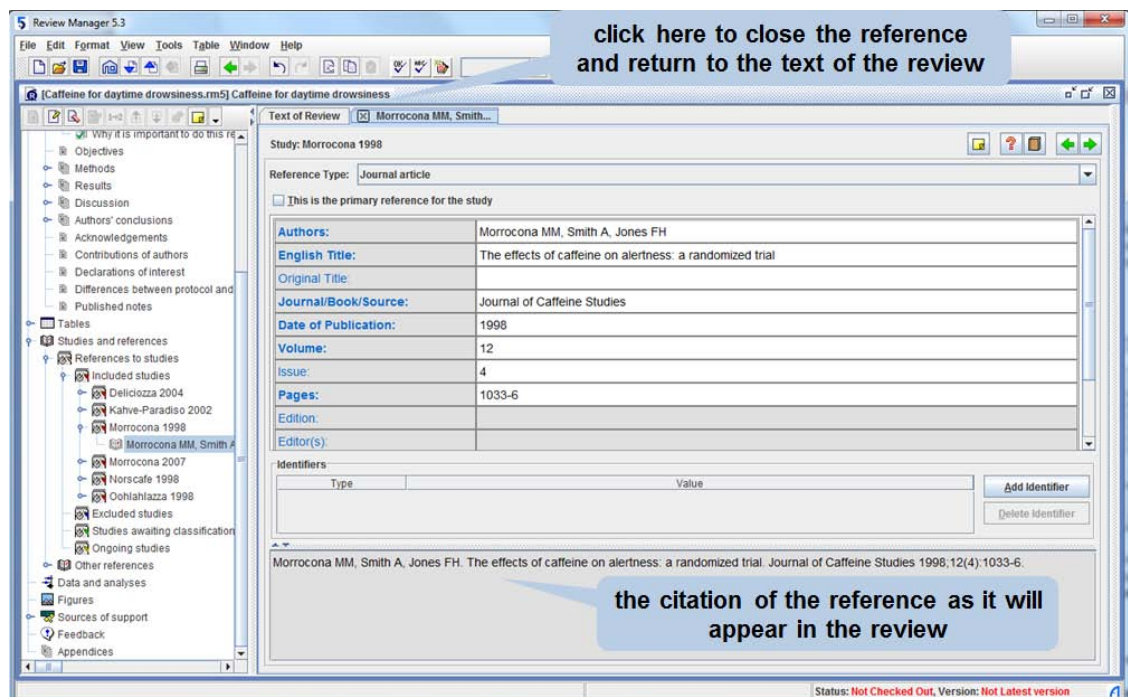 Review Manager 5.3
File Edit Format View Tools Table Window Help
click here to close the reference
and return to the text of the review
[Caffeine for daytime drowsiness.rm5] Caffeine for daytime drowsiness
Text of Review
Morrocona MM, Smith...
Why it is important to do this re
Objectives
Methods
Results
Discussion
Authors' conclusions
Acknowledgements
Contributions of authors
Declarations of interest
Differences between protocol and
Published notes
Tables
Studies and references
References to studies
Included studies
Deliciozza 2004
Kahve-Paradiso 2002
Morrocona 1998
Morrocona MM, Smith A
Morrocona 2007
Norscafe 1998
Oohlahlazza 1998
Excluded studies
Studies awaiting classification
Ongoing studies
Other references
Data and analyses
Figures
Sources of support
Feedback
Appendices
Study: Morrocona 1998
Reference Type: Journal article
This is the primary reference for the study
Authors: Morrocona MM, Smith A, Jones FH
English Title: The effects of caffeine on alertness: a randomized trial
Original Title:
Journal/Book/Source: Journal of Caffeine Studies
Date of Publication: 1998
Volume: 12
Issue: 4
Pages: 1033-6
Edition:
Editor(s):
Identifiers
Type Value
Add Identifier
Delete Identifier
Morrocona MM, Smith A, Jones FH. The effects of caffeine on alertness: a randomized trial. Journal of Caffeine Studies 1998;12(4):1033-6.
the citation of the reference as it will
appear in the review
Status: Not Checked Out, Version: Not Latest version